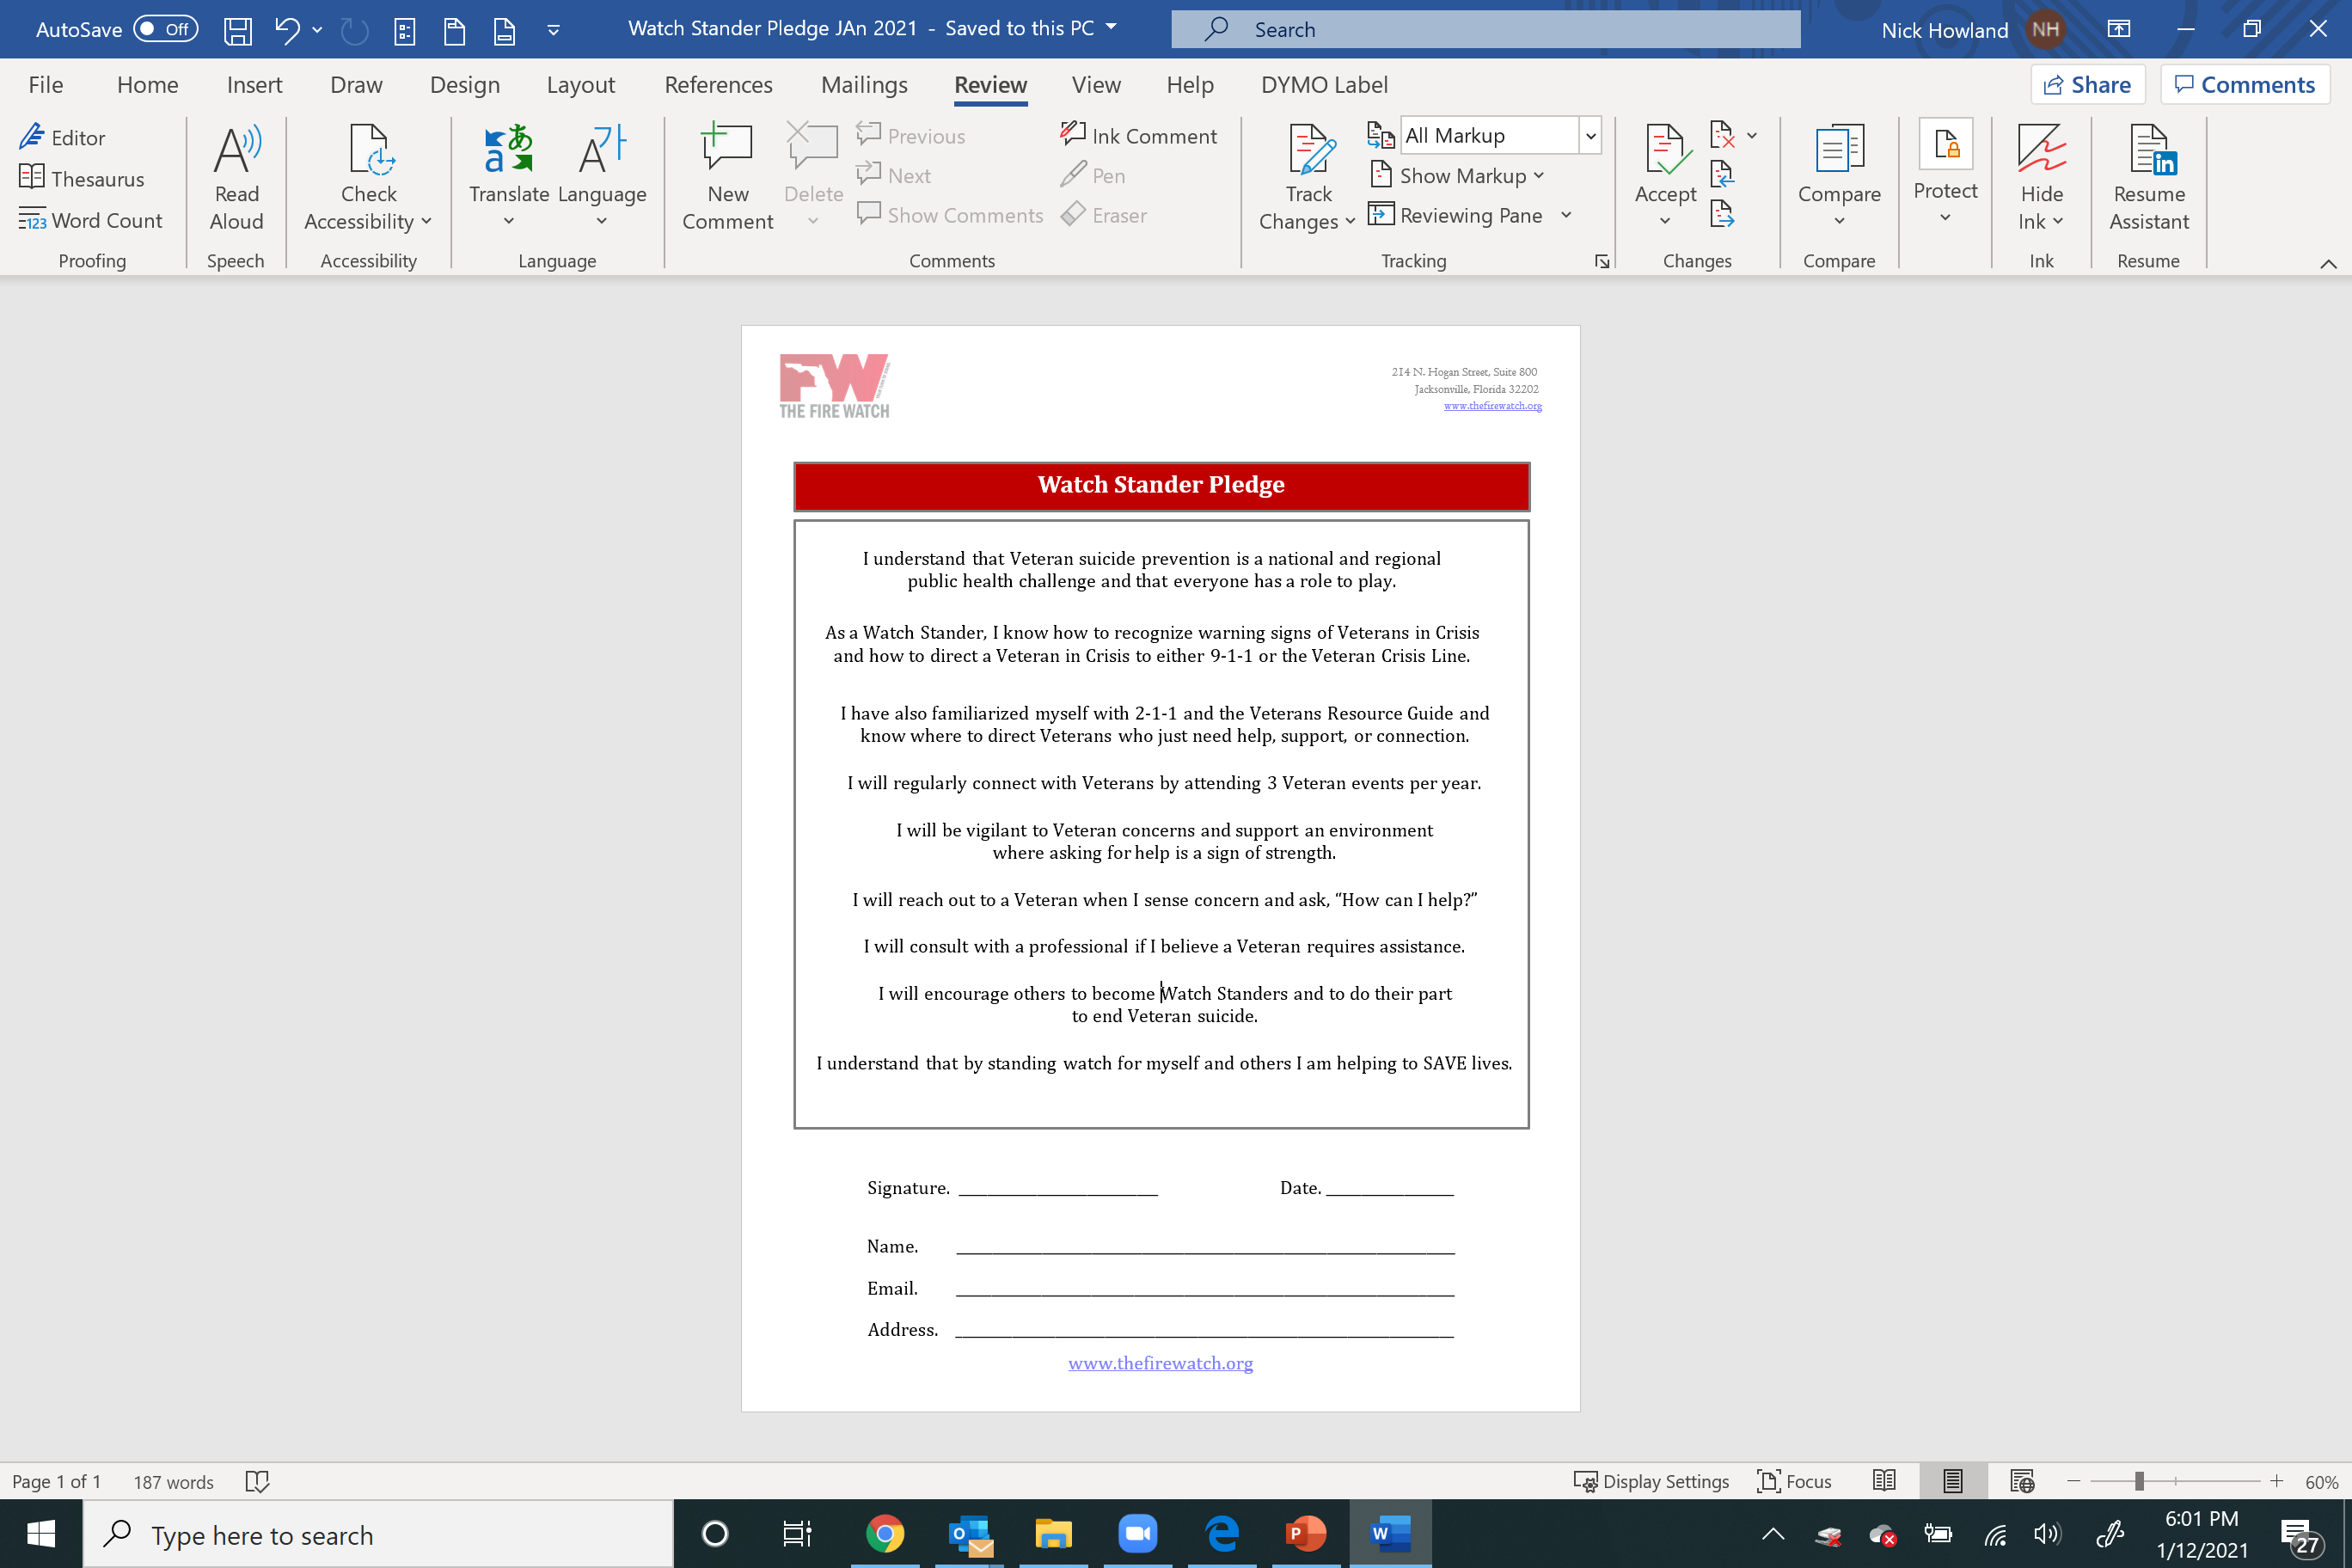 AutoSave Off
Watch Stander Pledge JAn 2021 - Saved to this PC
Search
Nick Howland NH
File Home Insert Draw Design Layout References Mailings Review View Help DYMO Label Share Comments
Editor
Thesaurus
Word Count
Proofing
Read Aloud
Speech
Check Accessibility
Accessibility
Translate
Language
Language
New Comment
Delete
Previous
Next
Show Comments
Ink Comment
Pen
Eraser
Comments
Track Changes
All Markup
Show Markup
Reviewing Pane
Tracking
Accept
Changes
Compare
Compare
Protect
Hide Ink
Ink
Resume Assistant
Resume
FW
THE FIRE WATCH
214 N. Hogan Street, Suite 800
Jacksonville, Florida 32202
www.thefirewatch.org
Watch Stander Pledge
I understand that Veteran suicide prevention is a national and regional
public health challenge and that everyone has a role to play.
As a Watch Stander, I know how to recognize warning signs of Veterans in Crisis
and how to direct a Veteran in Crisis to either 9-1-1 or the Veteran Crisis Line.
I have also familiarized myself with 2-1-1 and the Veterans Resource Guide and
know where to direct Veterans who just need help, support, or connection.
I will regularly connect with Veterans by attending 3 Veteran events per year.
I will be vigilant to Veteran concerns and support an environment
where asking for help is a sign of strength.
I will reach out to a Veteran when I sense concern and ask, “How can I help?”
I will consult with a professional if I believe a Veteran requires assistance.
I will encourage others to become Watch Standers and to do their part
to end Veteran suicide.
I understand that by standing watch for myself and others I am helping to SAVE lives.
Signature. Date.
Name.
Email.
Address.
www.thefirewatch.org
Page 1 of 1 187 words Display Settings Focus 60%
Type here to search
6:01 PM
1/12/2021
27